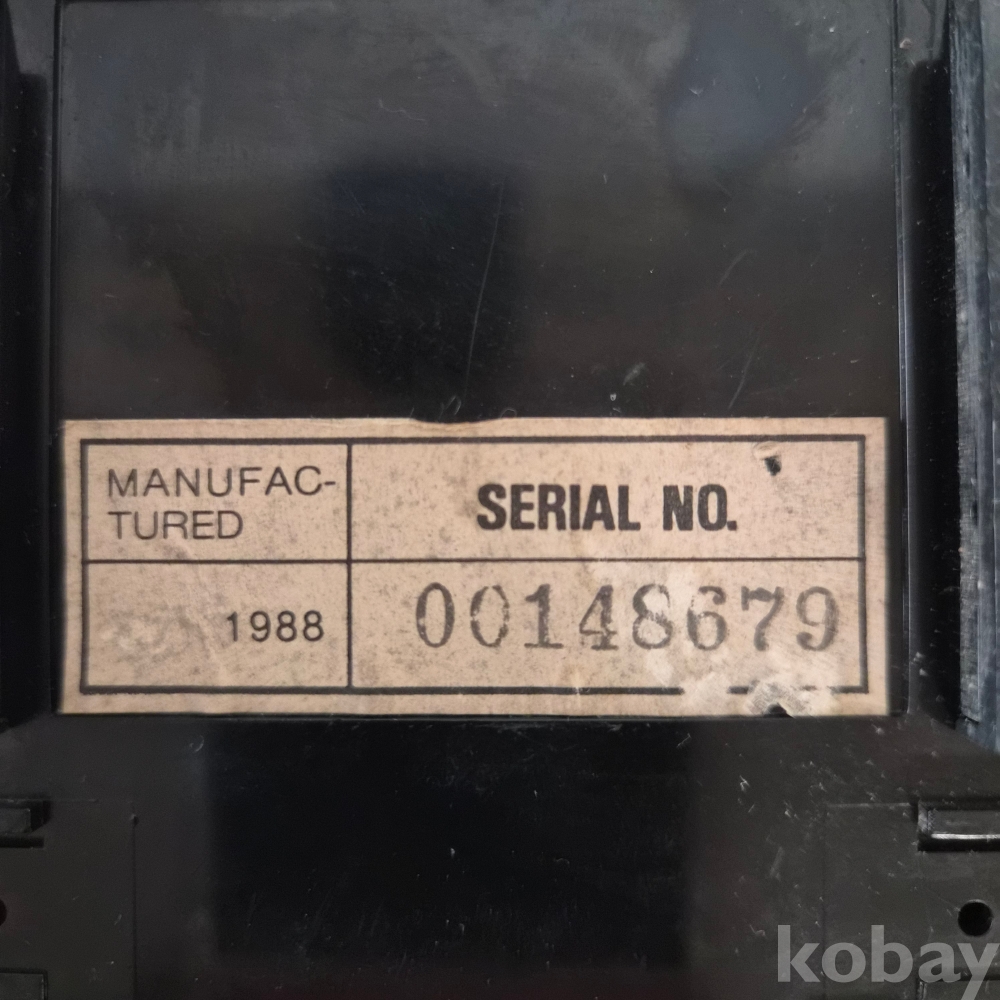 MANUFAC-
TURED
SERIAL NO.
1988
00148679
kobay